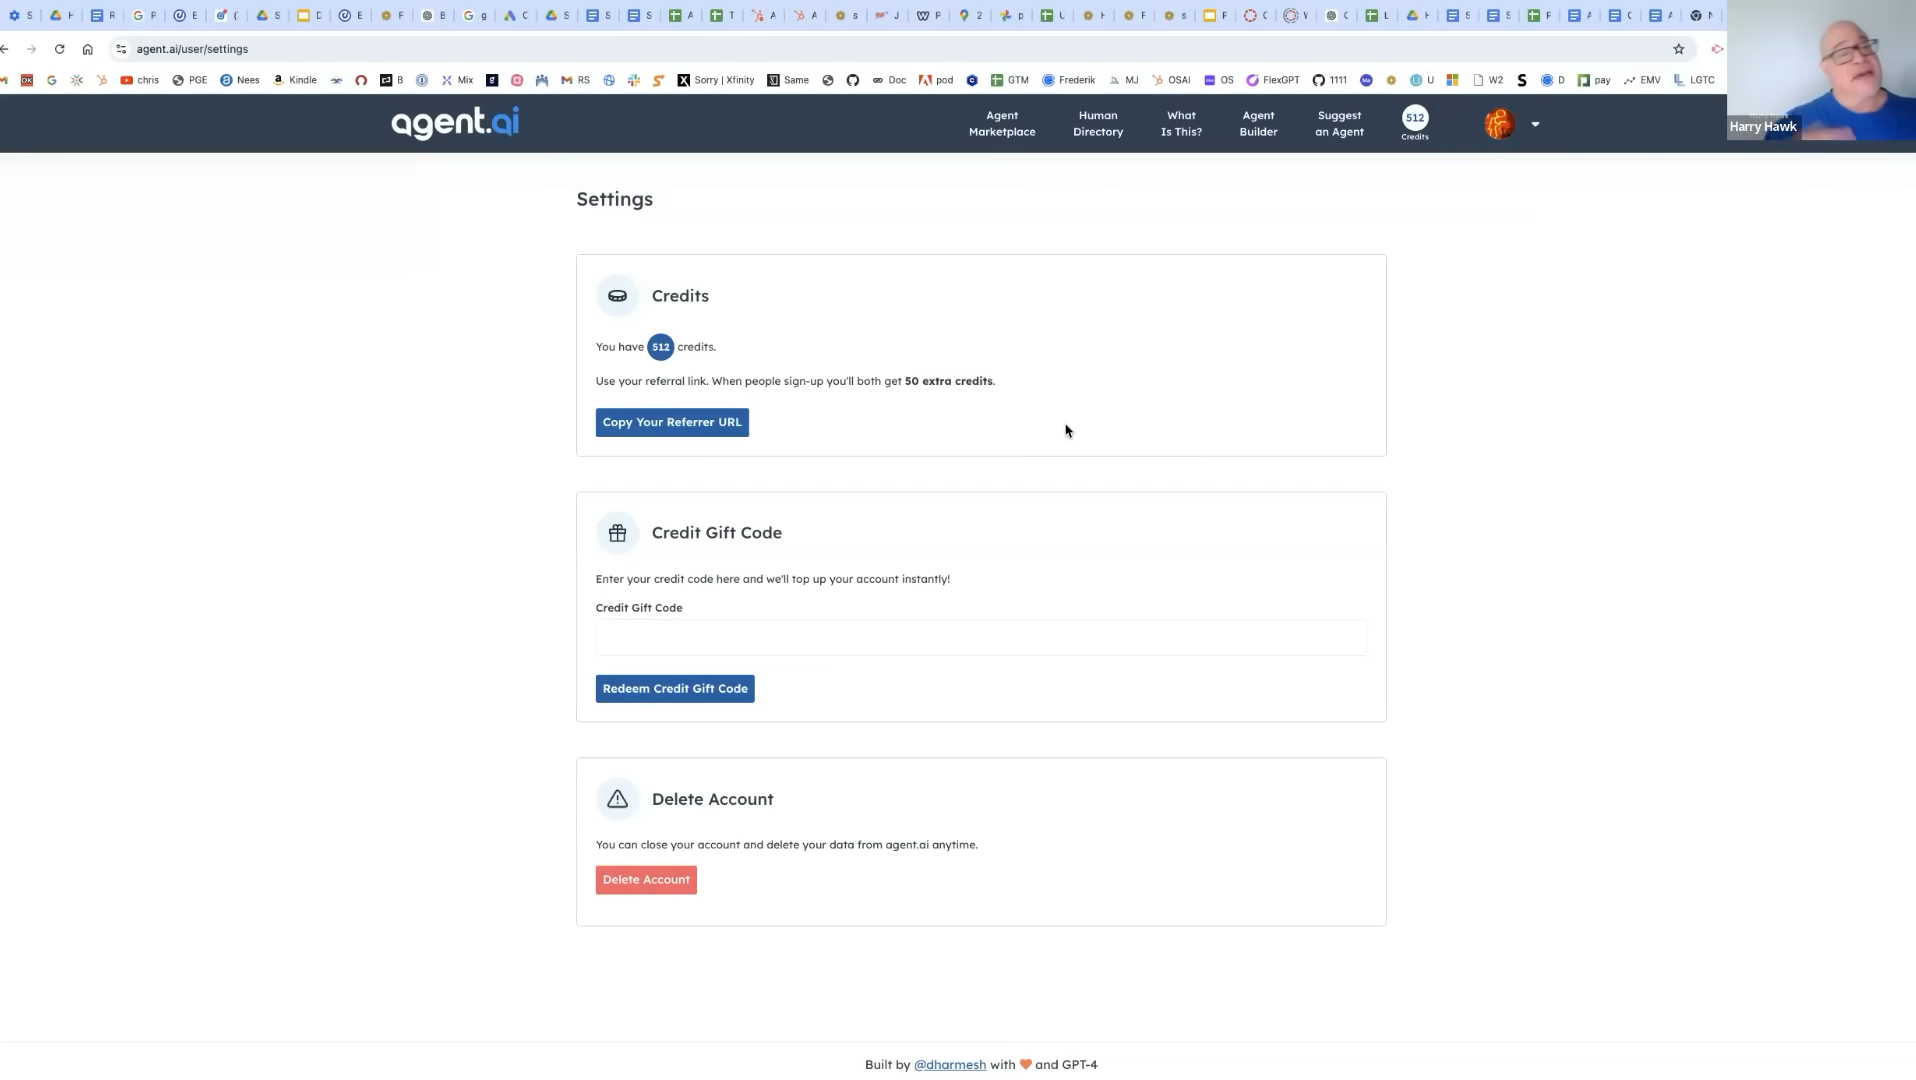 S
H
R
P
E
(
S
D
E
F
B
g
C
S
S
S
A
T
A
A
s
J
P
2
p
U
H
F
s
F
C
W
C
L
H
S
S
F
A
C
A
N
agent.ai/user/settings
OK
chris
PGE
Nees
Kindle
B
Mix
RS
Sorry | Xfinity
Same
Doc
pod
GTM
Frederik
MJ
OSAI
OS
FlexGPT
1111
U
W2
D
pay
EMV
LGTC
agent.ai
Agent
Marketplace
Human
Directory
What
Is This?
Agent
Builder
Suggest
an Agent
512
Credits
Harry Hawk
Settings
Credits
You have 512 credits.
Use your referral link. When people sign-up you'll both get 50 extra credits.
Copy Your Referrer URL
Credit Gift Code
Enter your credit code here and we'll top up your account instantly!
Credit Gift Code
Redeem Credit Gift Code
Delete Account
You can close your account and delete your data from agent.ai anytime.
Delete Account
Built by @dharmesh with 🧡 and GPT-4